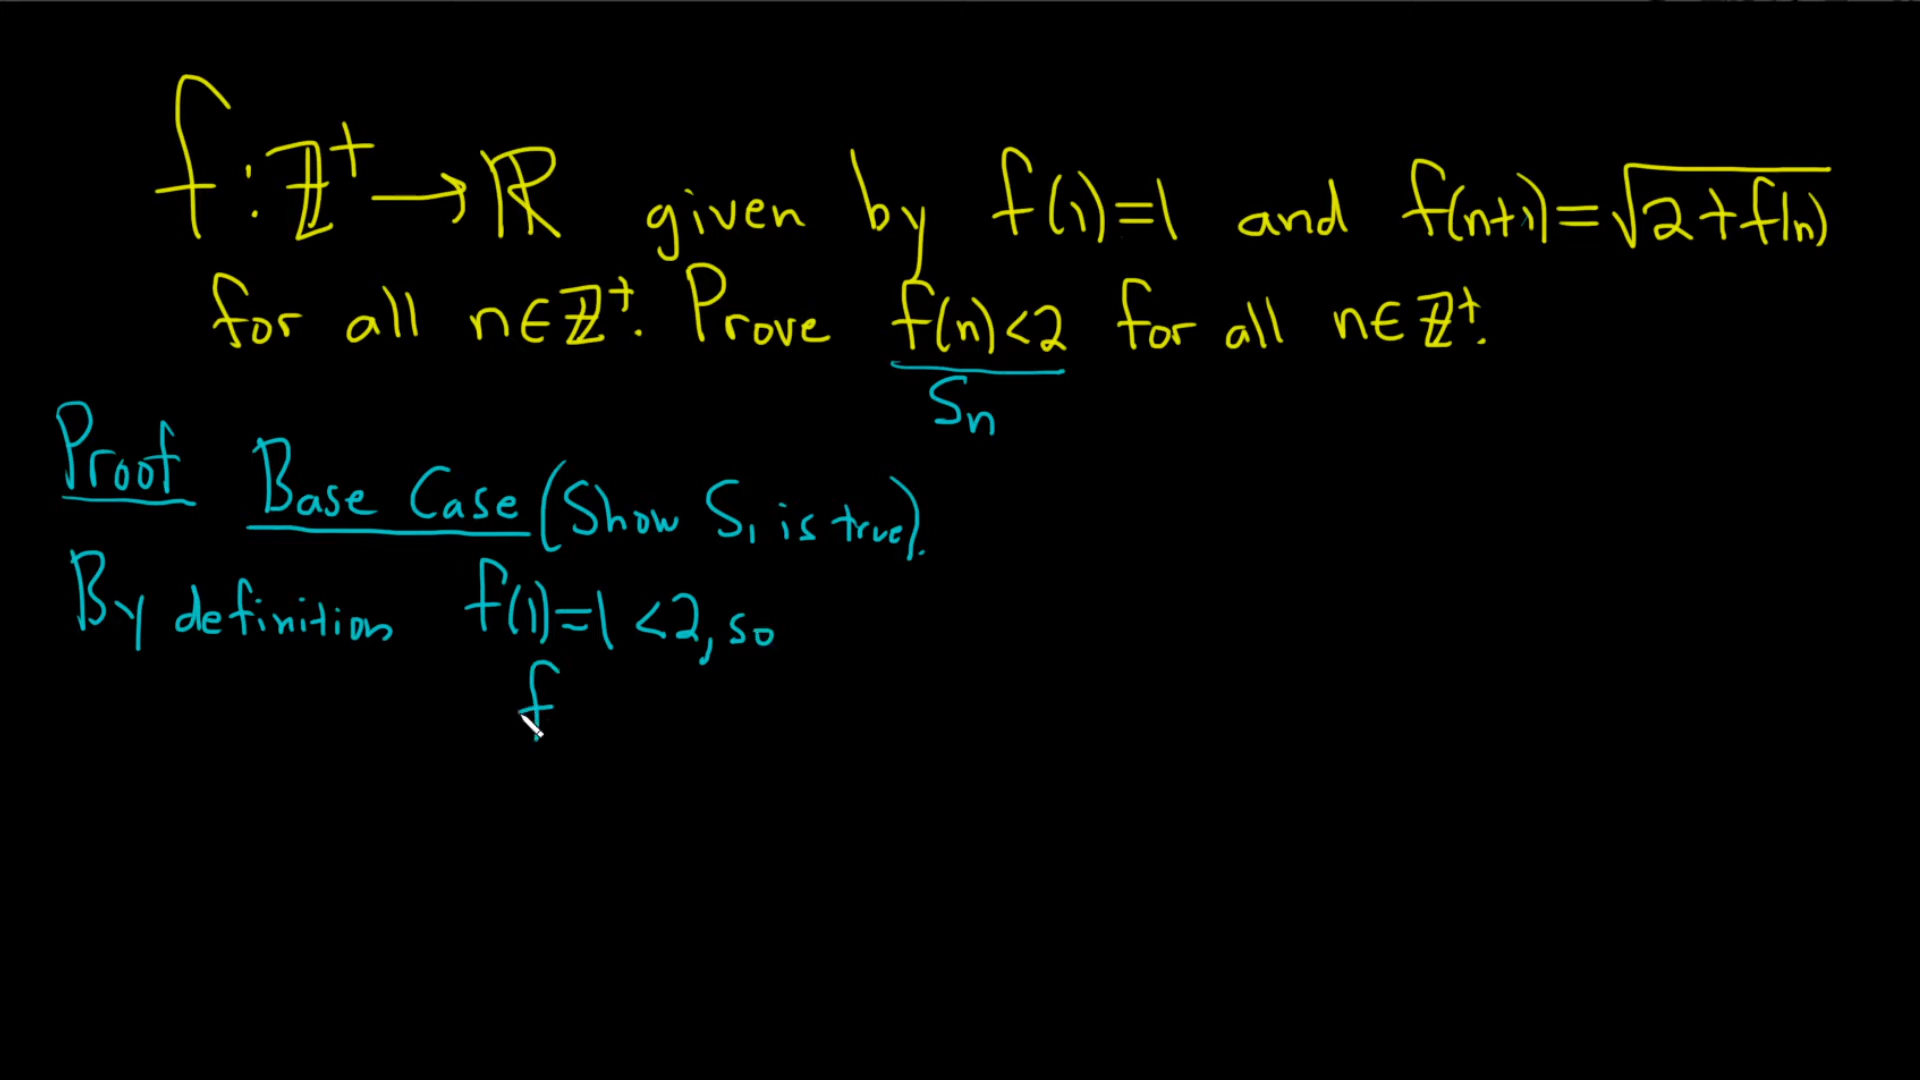 f:ℤ⁺→ℝ given by f(1)=1 and f(n+1)=√(2+f(n))
for all n∈ℤ⁺. Prove f(n)<2 for all n∈ℤ⁺.
Sₙ
Proof Base Case (Show S₁ is true).
By definition f(1)=1<2, so
f